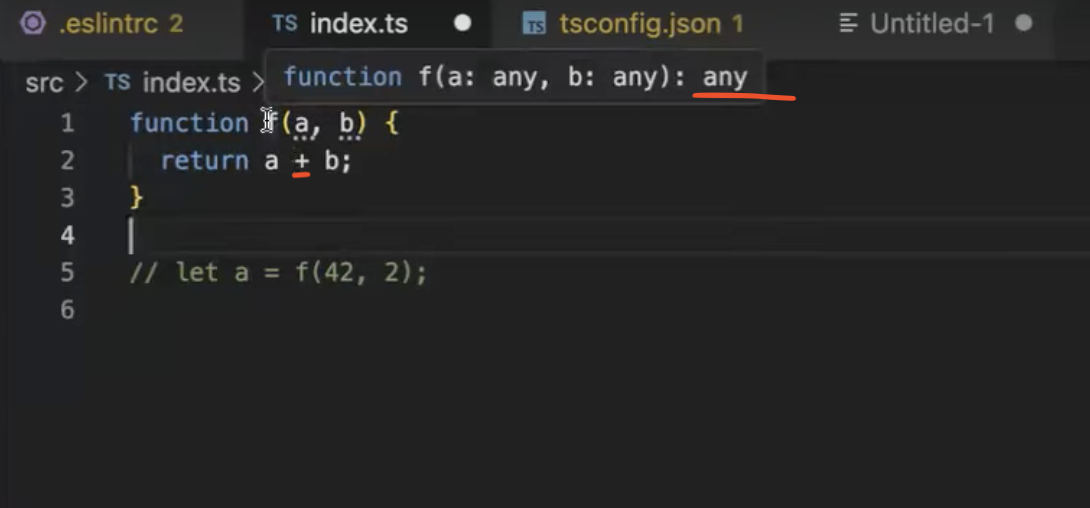 .eslintrc 2 TS index.ts TS tsconfig.json 1 Untitled-1
function f(a: any, b: any): any
src > TS index.ts >
1 function f(a, b) {
2 return a + b;
3 }
4
5 // let a = f(42, 2);
6